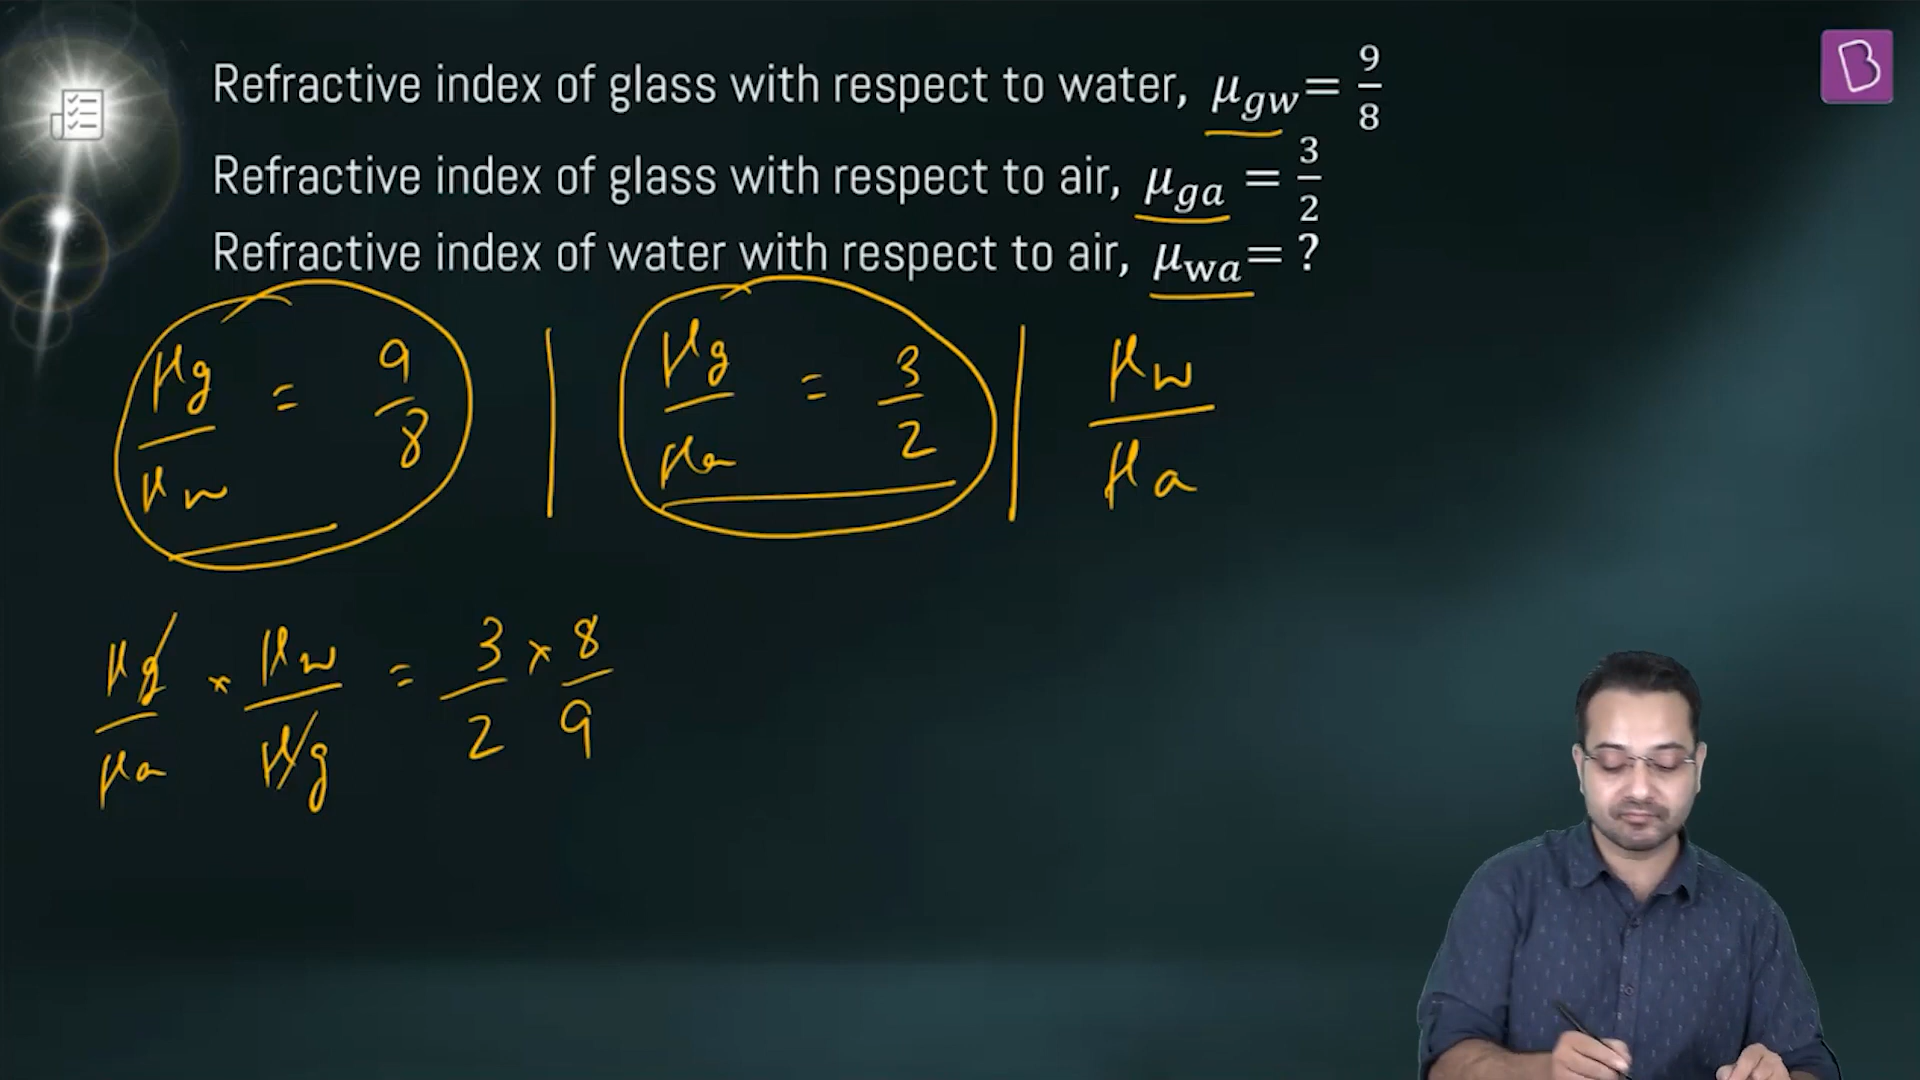 Refractive index of glass with respect to water, μgw = 9/8
Refractive index of glass with respect to air, μga = 3/2
Refractive index of water with respect to air, μwa = ?
μg/μw = 9/8 | μg/μa = 3/2 | μw/μa
μg/μa × μw/μg = 3/2 × 8/9
B